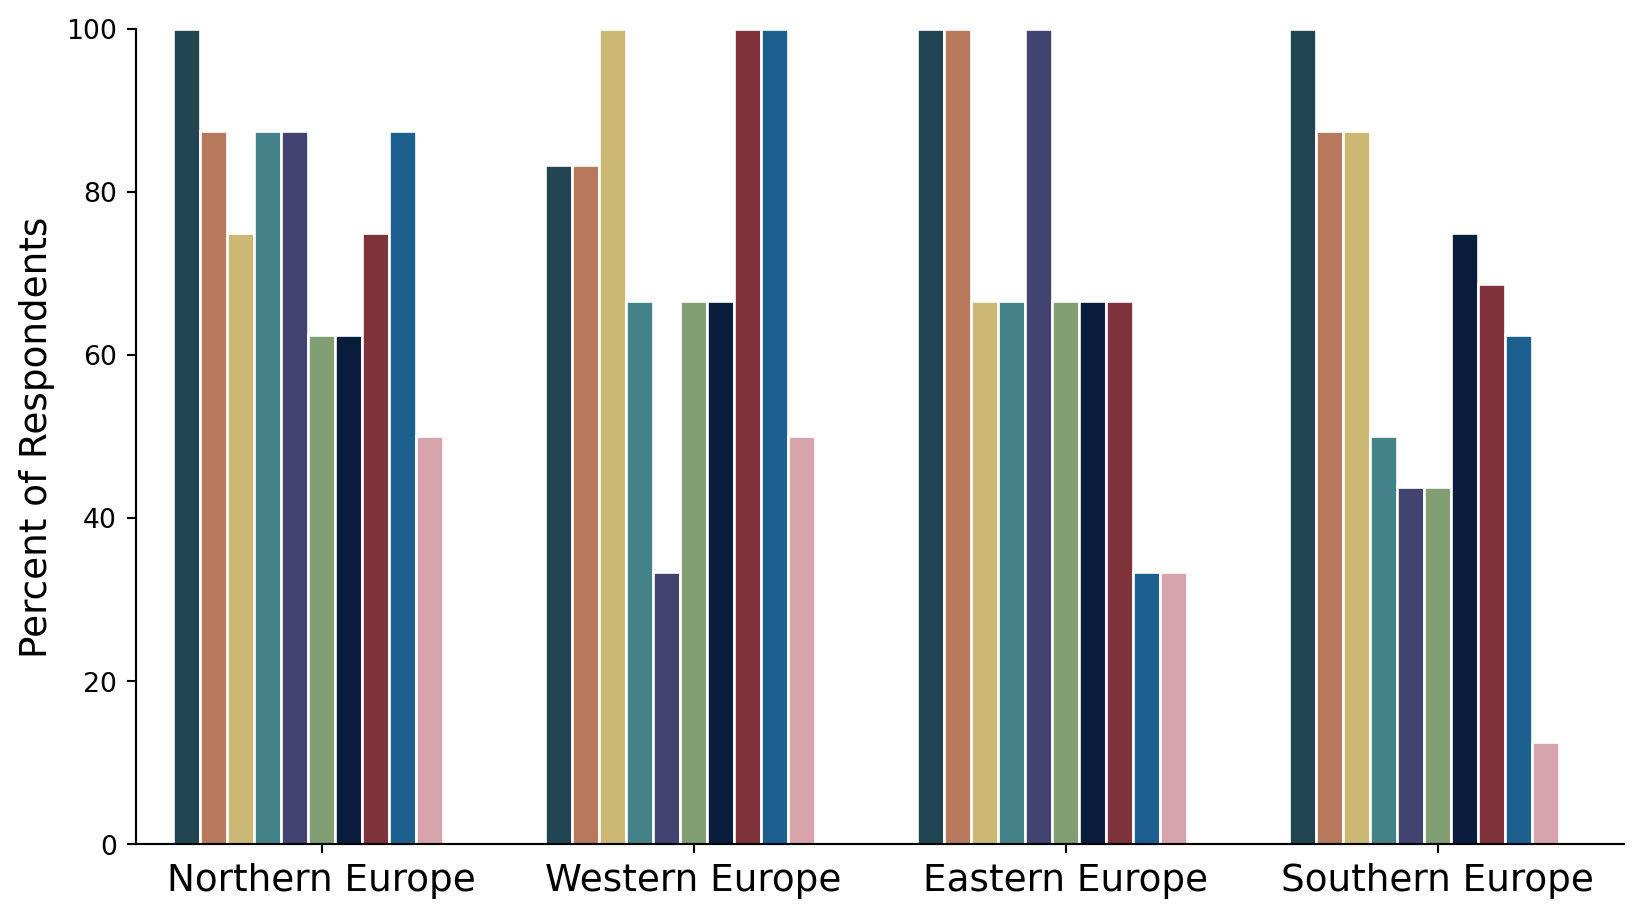 Percent of Respondents
100
80
60
40
20
0
Northern Europe
Western Europe
Eastern Europe
Southern Europe